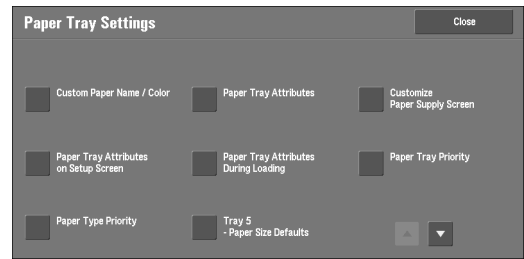 Paper Tray Settings
Close
Custom Paper Name / Color
Paper Tray Attributes
Customize
Paper Supply Screen
Paper Tray Attributes
on Setup Screen
Paper Tray Attributes
During Loading
Paper Tray Priority
Paper Type Priority
Tray 5
- Paper Size Defaults